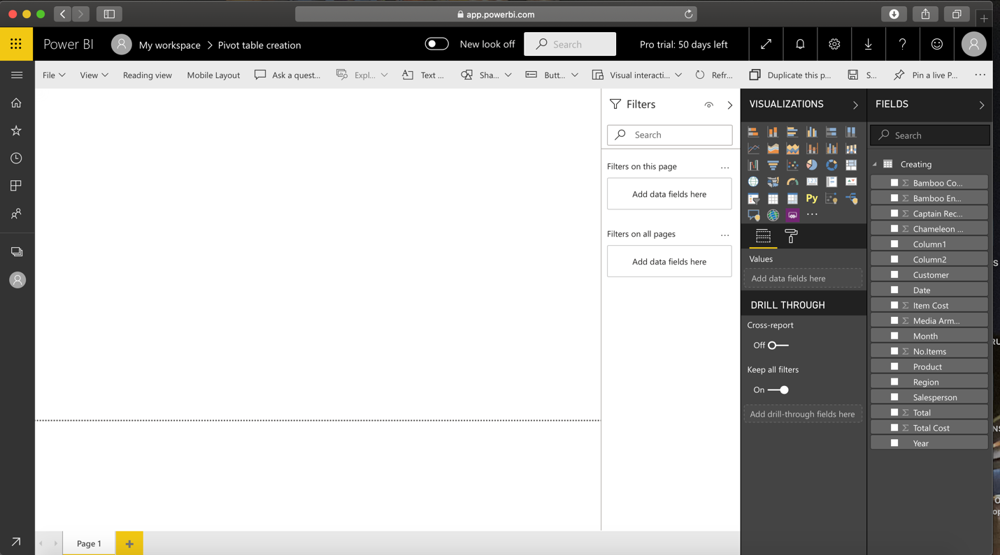 app.powerbi.com
Power BI
My workspace > Pivot table creation
New look off
Search
Pro trial: 50 days left
File
View
Reading view
Mobile Layout
Ask a quest...
Expl...
Text ...
Sha...
Butt...
Visual interacti...
Refr...
Duplicate this p...
S...
Pin a live P...
Filters
Search
Filters on this page
Add data fields here
Filters on all pages
Add data fields here
VISUALIZATIONS
Py
Values
Add data fields here
DRILL THROUGH
Cross-report
Off
Keep all filters
On
Add drill-through fields here
FIELDS
Search
Creating
Bamboo Co...
Bamboo En...
Captain Rec...
Chameleon ...
Column1
Column2
Customer
Date
Item Cost
Media Arm...
Month
No.Items
Product
Region
Salesperson
Total
Total Cost
Year
Page 1